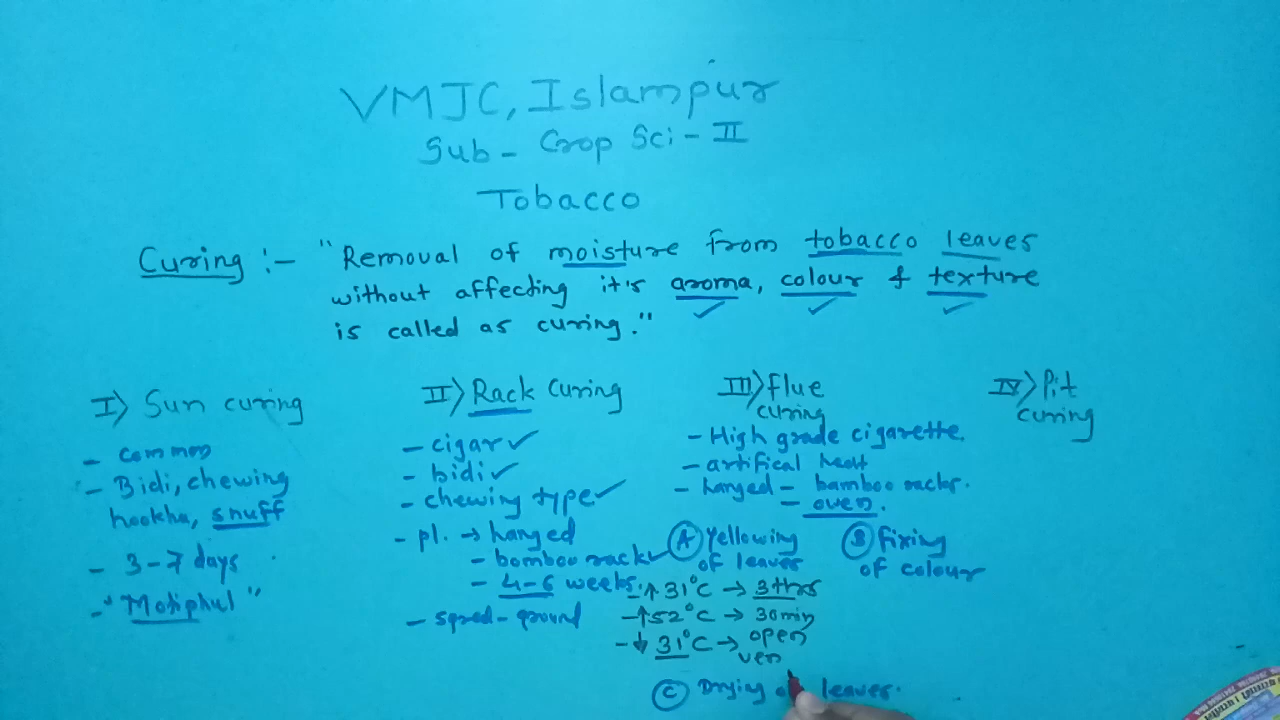 VMJC, Islampur
Sub - Crop Sci - II
Tobacco
Curing :- "Removal of moisture from tobacco leaves
without affecting it's aroma, colour & texture
is called as curing."
I> Sun curing
- common
- Bidi, chewing
hookha, snuff
- 3-7 days
- "Motiphul"
II> Rack curing
- cigar ✓
- bidi ✓
- chewing type ✓
- pl. → hanged
- bomboo rack ✓
- 4-6 weeks.
- spred - ground
III> flue
curing
- High grade cigarette.
- artifical heat
- hanged - bamboo racks.
- oven.
A Yellowing
of leaves
- ↑ 31°C → 3 hrs
- ↑ 52°C → 30 min
- ↓ 31°C → open
ven
B fixing
of colour
C Drying of leaves.
IV> Pit
curing